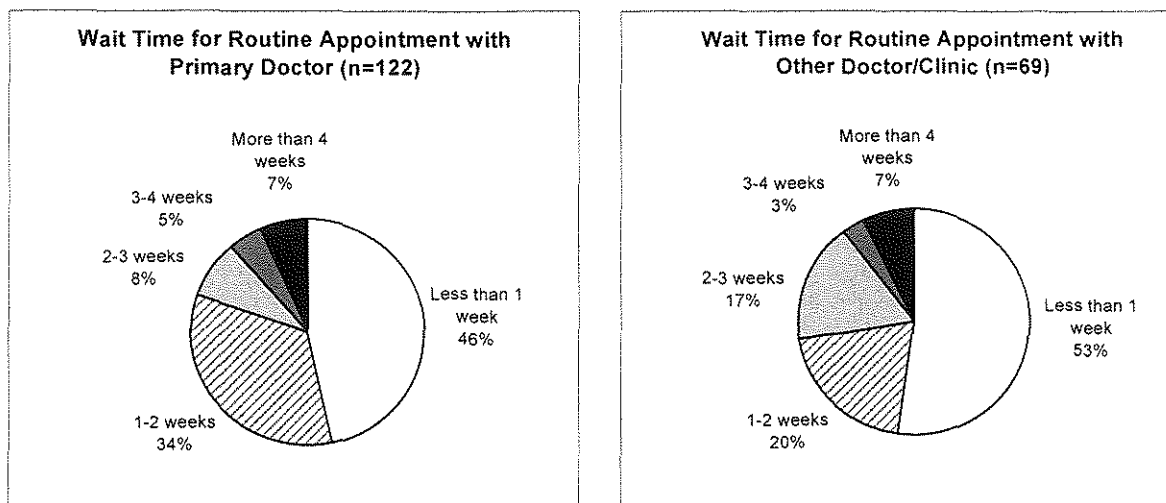 Wait Time for Routine Appointment with
Primary Doctor (n=122)
More than 4
weeks
7%
3-4 weeks
5%
2-3 weeks
8%
Less than 1
week
46%
1-2 weeks
34%
Wait Time for Routine Appointment with
Other Doctor/Clinic (n=69)
More than 4
weeks
7%
3-4 weeks
3%
2-3 weeks
17%
Less than 1
week
53%
1-2 weeks
20%